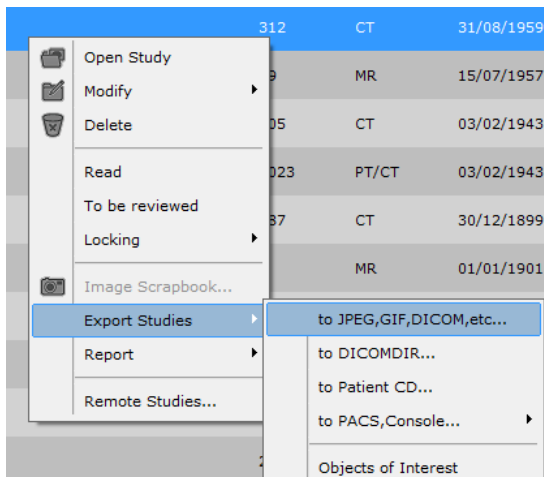 312 CT 31/08/1959
Open Study
9 MR 15/07/1957
Modify
Delete
05 CT 03/02/1943
Read
023 PT/CT 03/02/1943
To be reviewed
37 CT 30/12/1899
Locking
MR 01/01/1901
Image Scrapbook...
Export Studies
to JPEG,GIF,DICOM,etc...
Report
to DICOMDIR...
to Patient CD...
Remote Studies...
to PACS,Console...
Objects of Interest